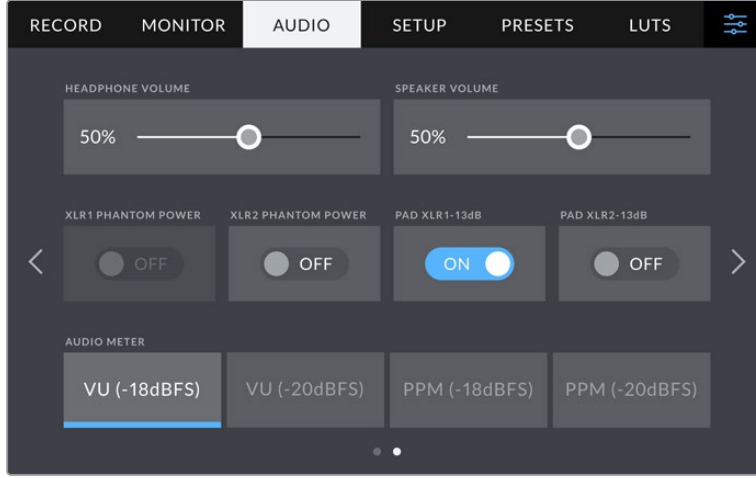 RECORD MONITOR AUDIO SETUP PRESETS LUTS
HEADPHONE VOLUME SPEAKER VOLUME
50% 50%
XLR1 PHANTOM POWER XLR2 PHANTOM POWER PAD XLR1-13dB PAD XLR2-13dB
OFF OFF ON OFF
AUDIO METER
VU (-18dBFS) VU (-20dBFS) PPM (-18dBFS) PPM (-20dBFS)